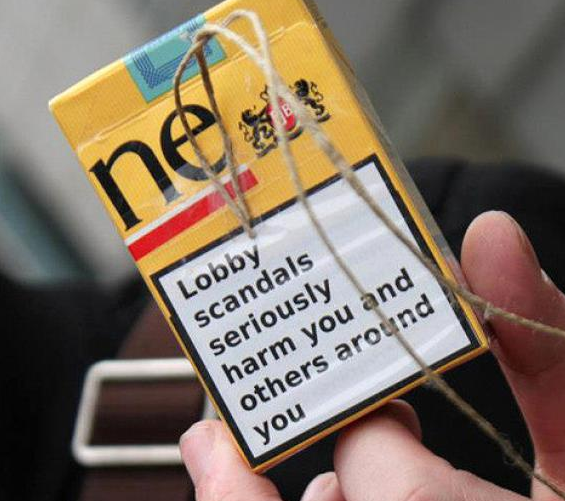 ne
Lobby
scandals
seriously
harm you and
others around
you